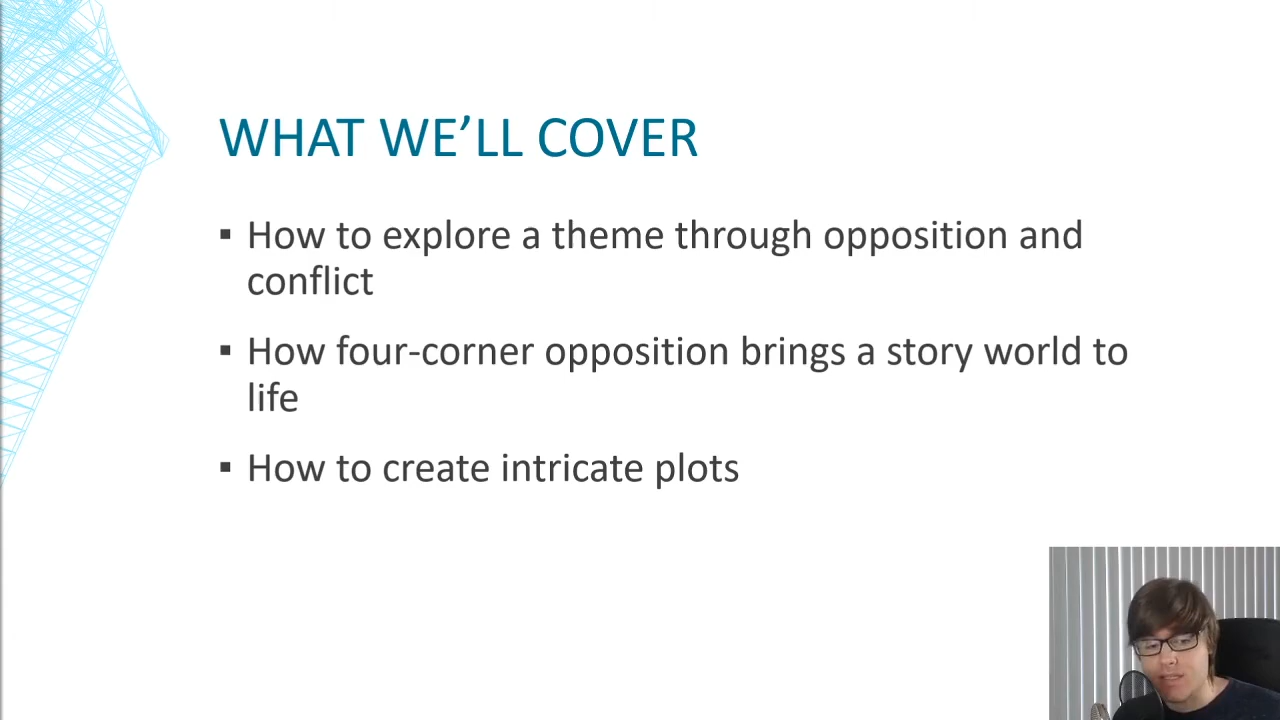 WHAT WE’LL COVER
▪ How to explore a theme through opposition and
conflict
▪ How four-corner opposition brings a story world to
life
▪ How to create intricate plots